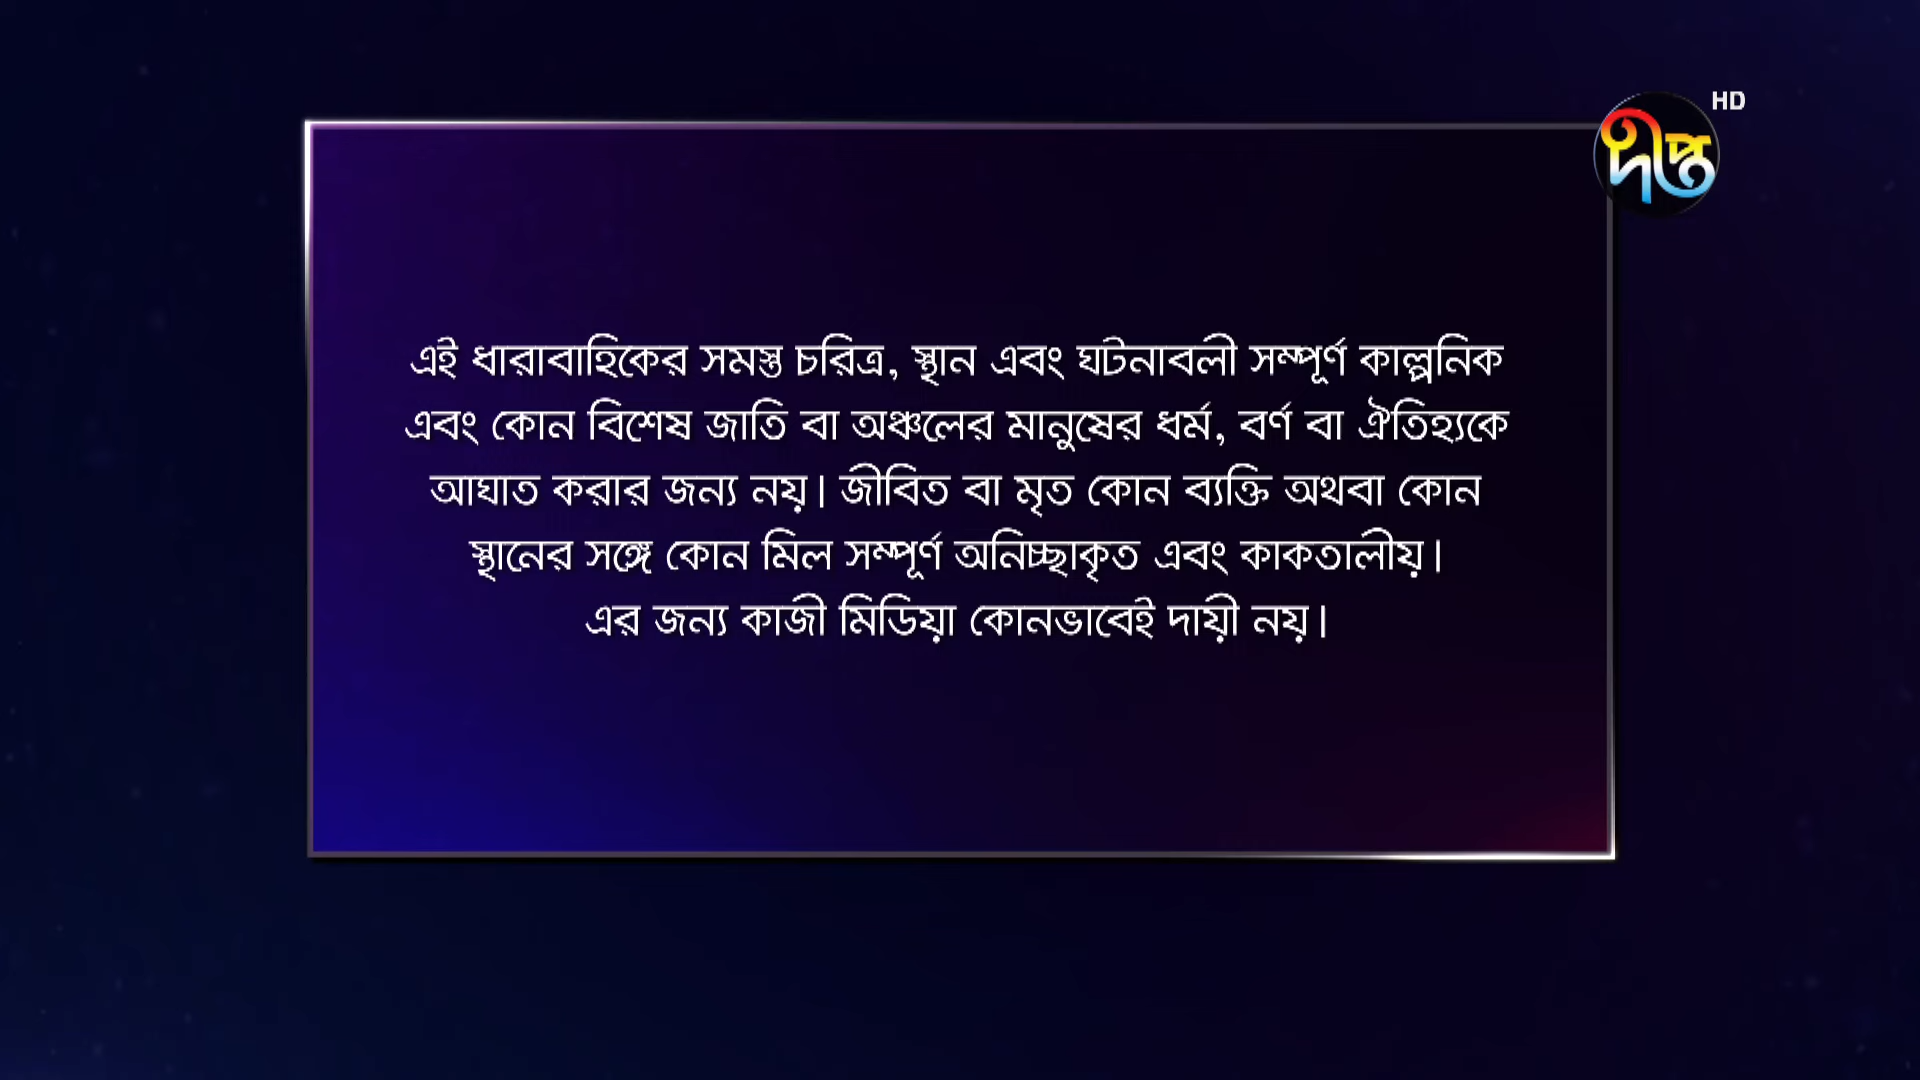 HD
দীপ্ত
এই ধারাবাহিকের সমস্ত চরিত্র, স্থান এবং ঘটনাবলী সম্পূর্ণ কাল্পনিক
এবং কোন বিশেষ জাতি বা অঞ্চলের মানুষের ধর্ম, বর্ণ বা ঐতিহ্যকে
আঘাত করার জন্য নয়। জীবিত বা মৃত কোন ব্যক্তি অথবা কোন
স্থানের সঙ্গে কোন মিল সম্পূর্ণ অনিচ্ছাকৃত এবং কাকতালীয়।
এর জন্য কাজী মিডিয়া কোনভাবেই দায়ী নয়।